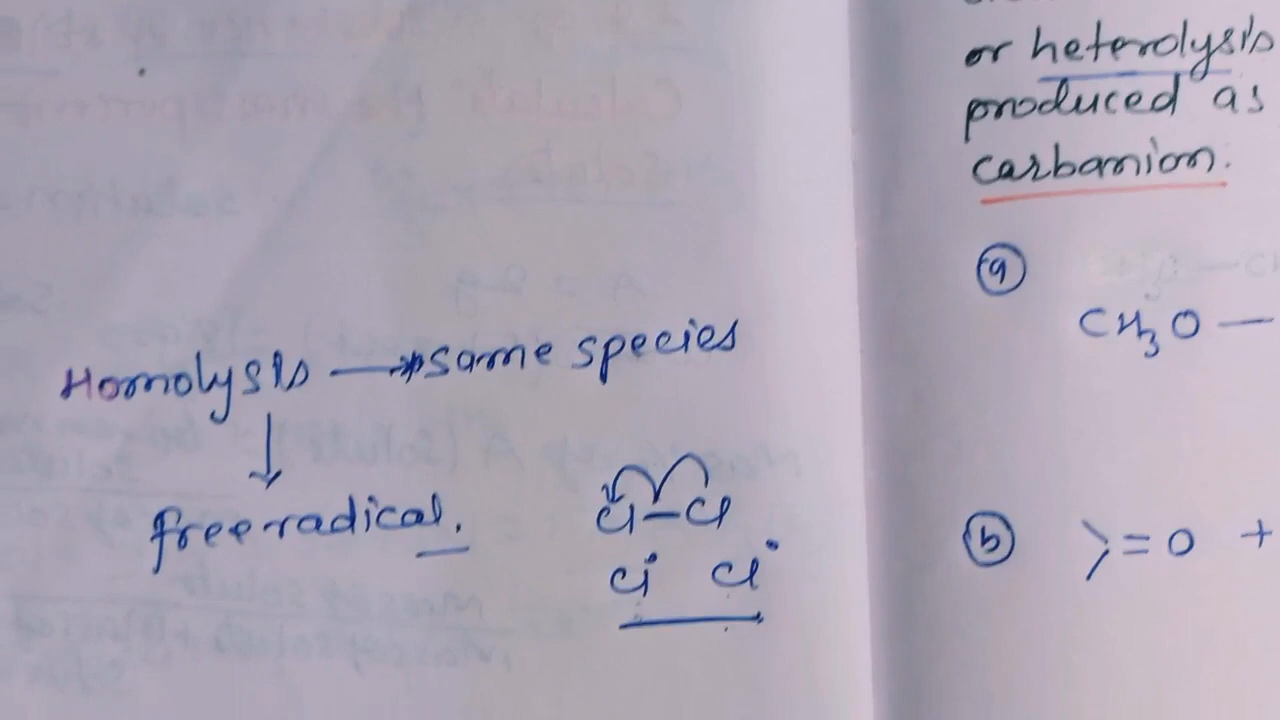 Homolysis → same species
↓
free radical.
Cl–Cl
Cl• Cl•
or heterolysis
produced as
carbanion.
(a)
CH₃O —
(b) >=O +